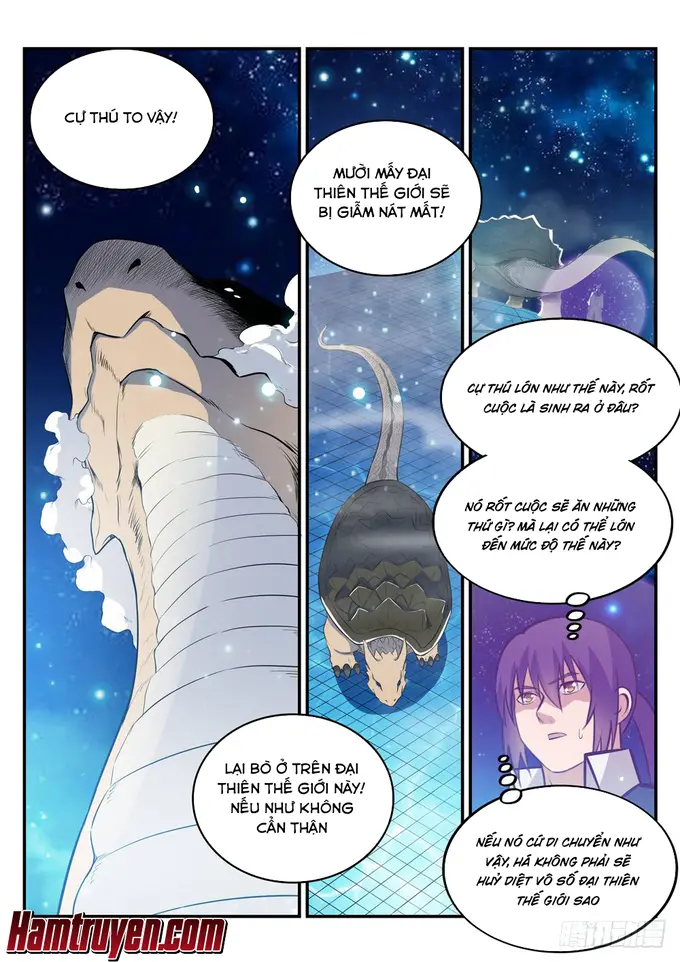 CỰ THÚ TO VẬY!
LẠI BÒ Ở TRÊN ĐẠI
THIÊN THẾ GIỚI NÀY!
NẾU NHƯ KHÔNG
CẨN THẬN
MƯỜI MẤY ĐẠI
THIÊN THẾ GIỚI SẼ
BỊ GIẪM NÁT MẤT!
CỰ THÚ LỚN NHƯ THẾ NÀY, RỐT
CUỘC LÀ SINH RA Ở ĐÂU?
NÓ RỐT CUỘC SẼ ĂN NHỮNG
THỨ GÌ? MÀ LẠI CÓ THỂ LỚN
ĐẾN MỨC ĐỘ THẾ NÀY?
NẾU NÓ CỨ DI CHUYỂN NHƯ
VẬY, HÁ KHÔNG PHẢI SẼ
HUỶ DIỆT VÔ SỐ ĐẠI THIÊN
THẾ GIỚI SAO
Hamtruyen.com